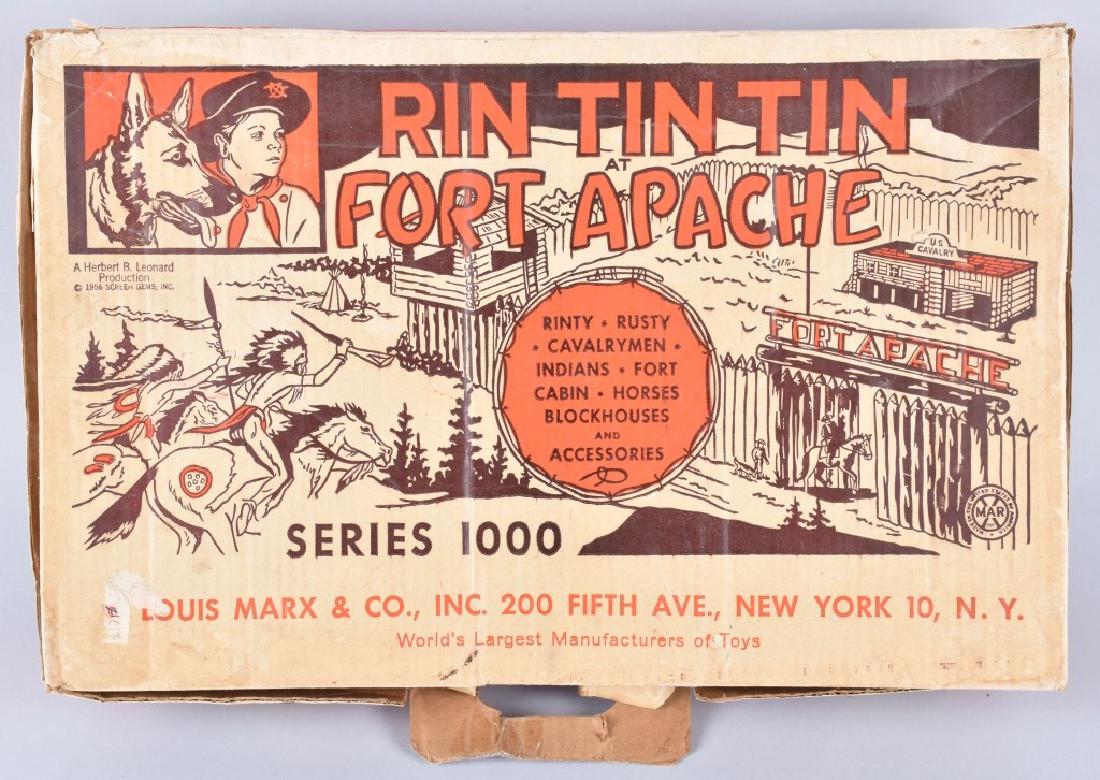 RIN TIN TIN
AT
FORT APACHE
A Herbert B. Leonard
Production
© 1956 SCREEN GEMS, INC.
U S
CAVALRY
FORT APACHE
RINTY • RUSTY
• CAVALRYMEN •
INDIANS • FORT
CABIN • HORSES
BLOCKHOUSES
AND
ACCESSORIES
MAR
SERIES 1000
LOUIS MARX & CO., INC. 200 FIFTH AVE., NEW YORK 10, N. Y.
World's Largest Manufacturers of Toys